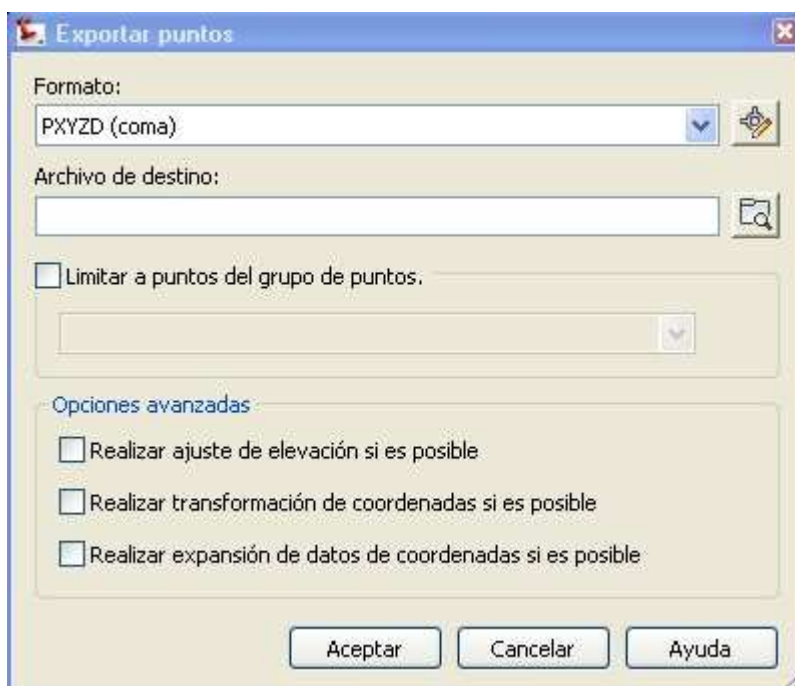 Exportar puntos
Formato:
PXYZD (coma)
Archivo de destino:
Limitar a puntos del grupo de puntos.
Opciones avanzadas
Realizar ajuste de elevación si es posible
Realizar transformación de coordenadas si es posible
Realizar expansión de datos de coordenadas si es posible
Aceptar Cancelar Ayuda